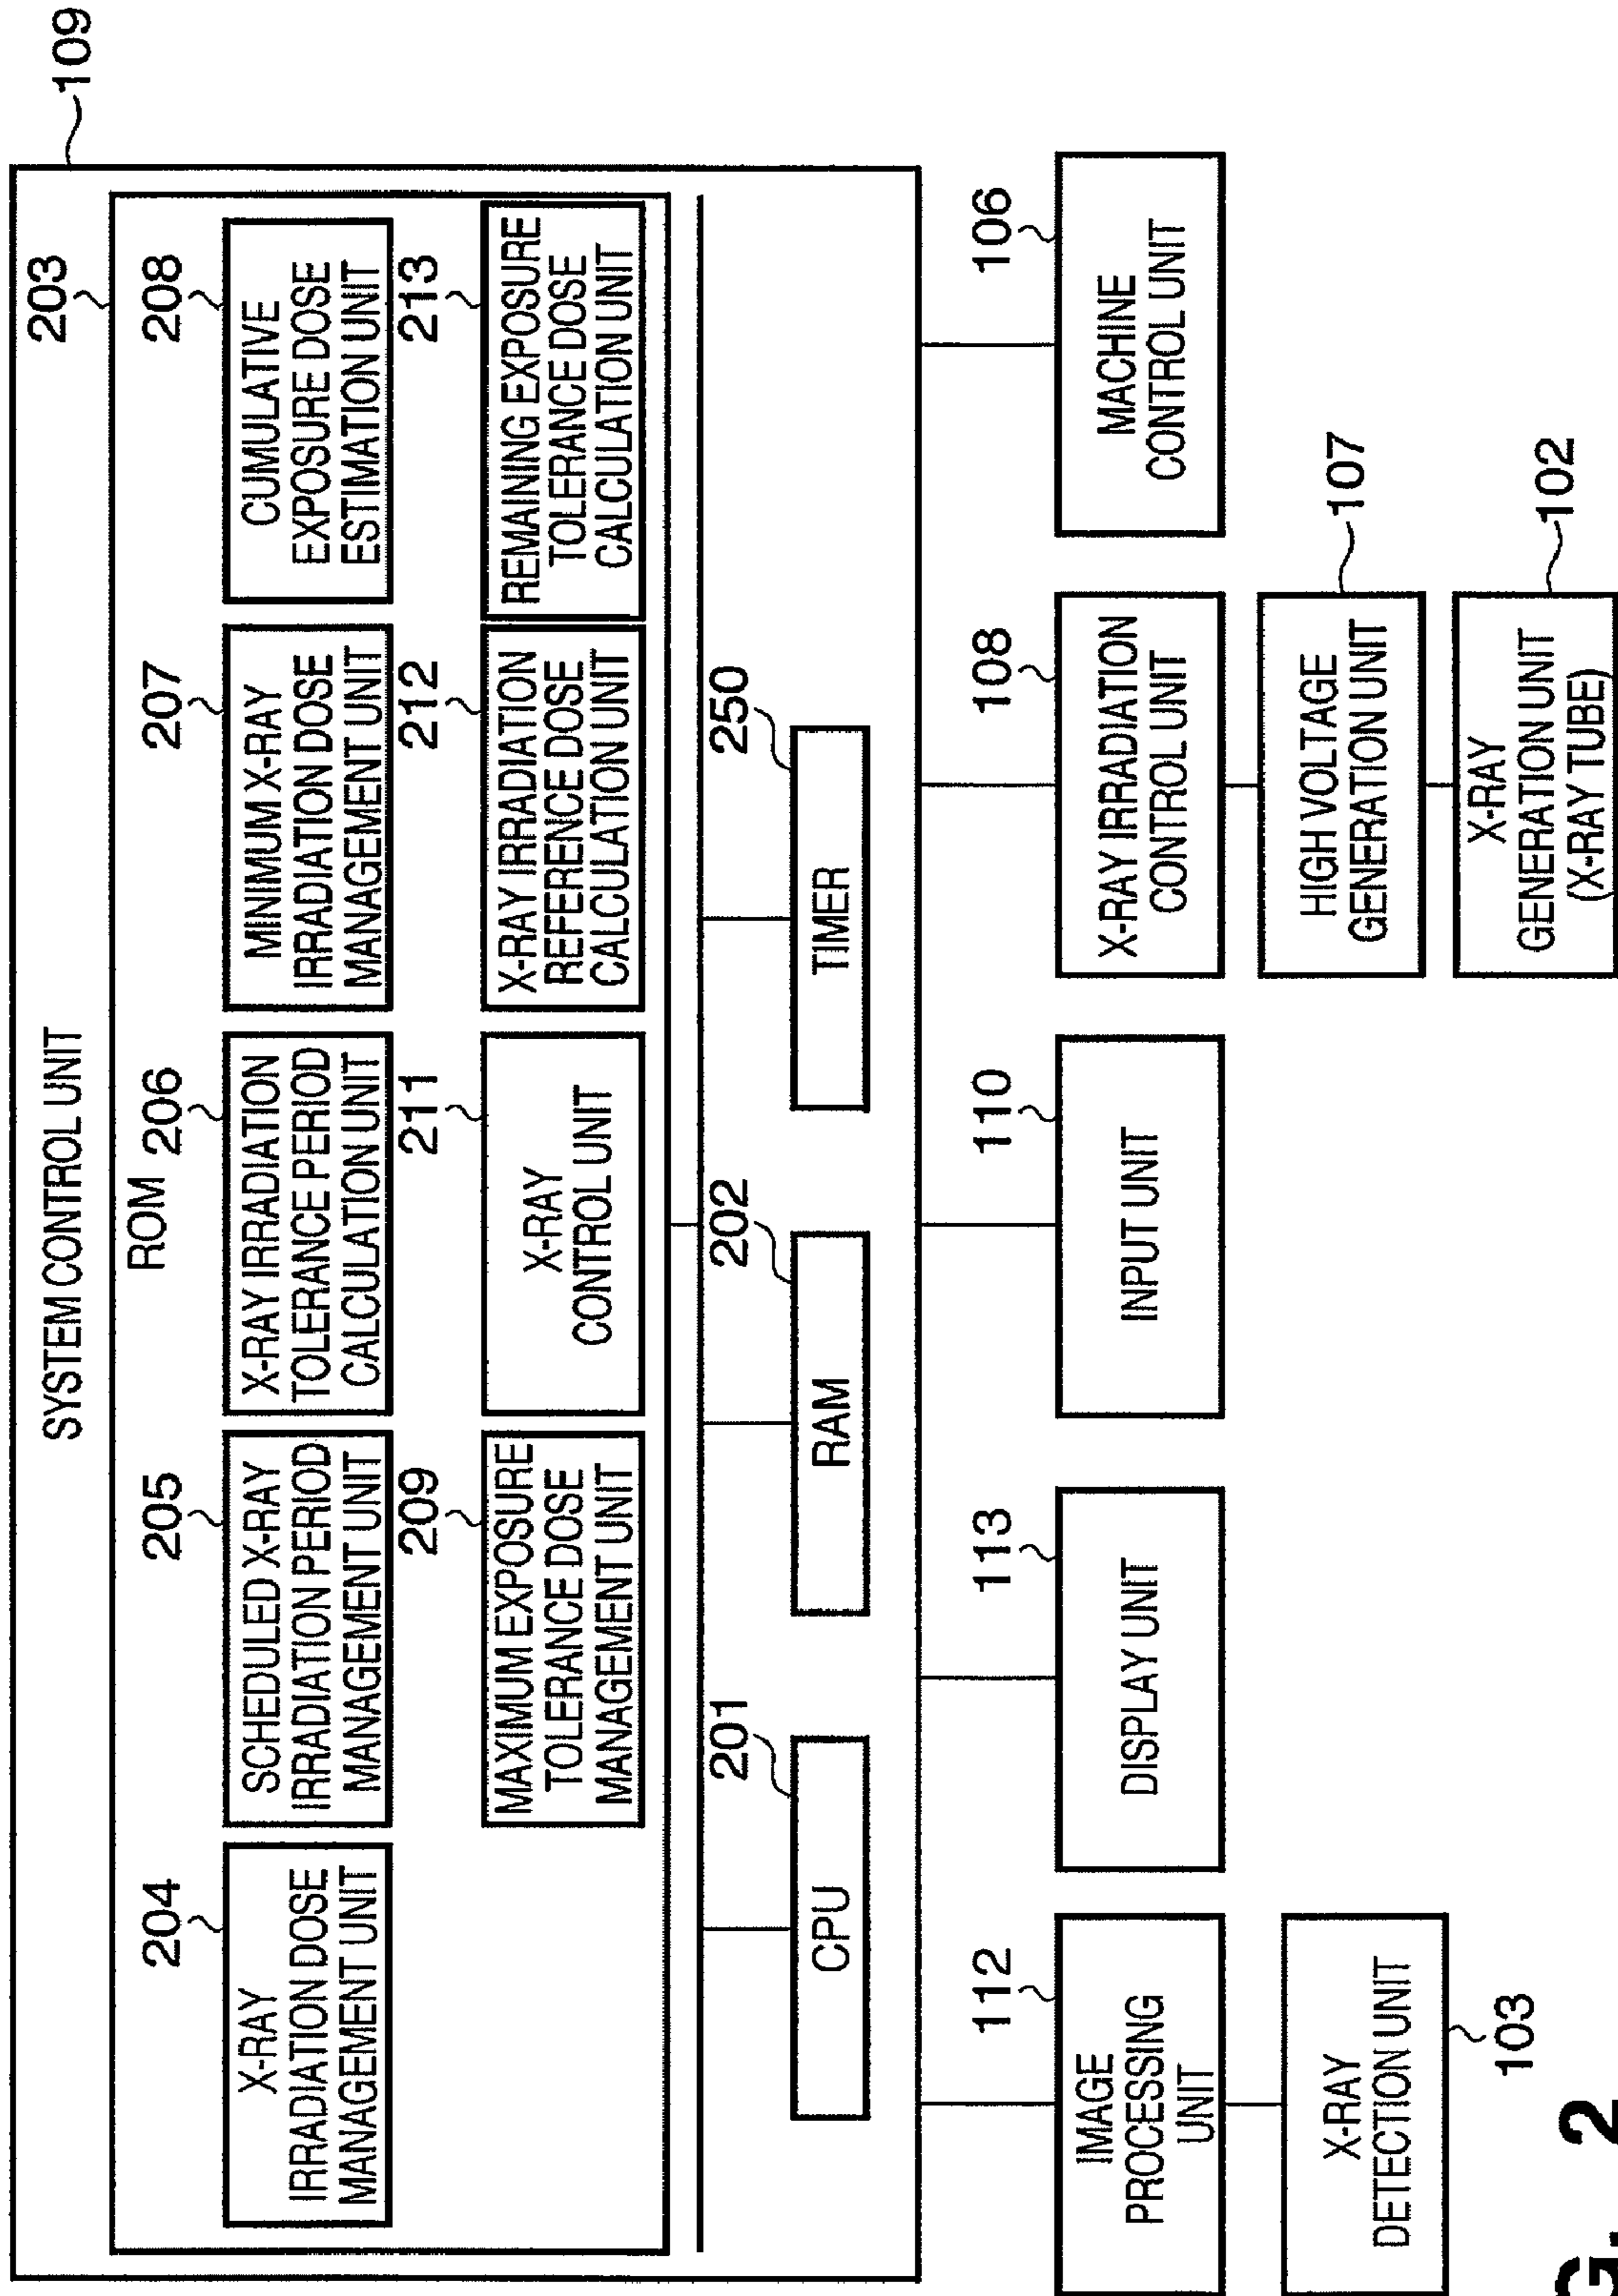 109
SYSTEM CONTROL UNIT
203
ROM
204
X-RAY
IRRADIATION DOSE
MANAGEMENT UNIT
205
SCHEDULED X-RAY
IRRADIATION PERIOD
MANAGEMENT UNIT
206
X-RAY IRRADIATION
TOLERANCE PERIOD
CALCULATION UNIT
207
MINIMUM X-RAY
IRRADIATION DOSE
MANAGEMENT UNIT
208
CUMULATIVE
EXPOSURE DOSE
ESTIMATION UNIT
209
MAXIMUM EXPOSURE
TOLERANCE DOSE
MANAGEMENT UNIT
211
X-RAY
CONTROL UNIT
212
X-RAY IRRADIATION
REFERENCE DOSE
CALCULATION UNIT
213
REMAINING EXPOSURE
TOLERANCE DOSE
CALCULATION UNIT
201
CPU
202
RAM
250
TIMER
112
IMAGE
PROCESSING
UNIT
113
DISPLAY UNIT
110
INPUT UNIT
108
X-RAY IRRADIATION
CONTROL UNIT
106
MACHINE
CONTROL UNIT
X-RAY
DETECTION UNIT
103
HIGH VOLTAGE
GENERATION UNIT
107
X-RAY
GENERATION UNIT
(X-RAY TUBE)
102
G. 2